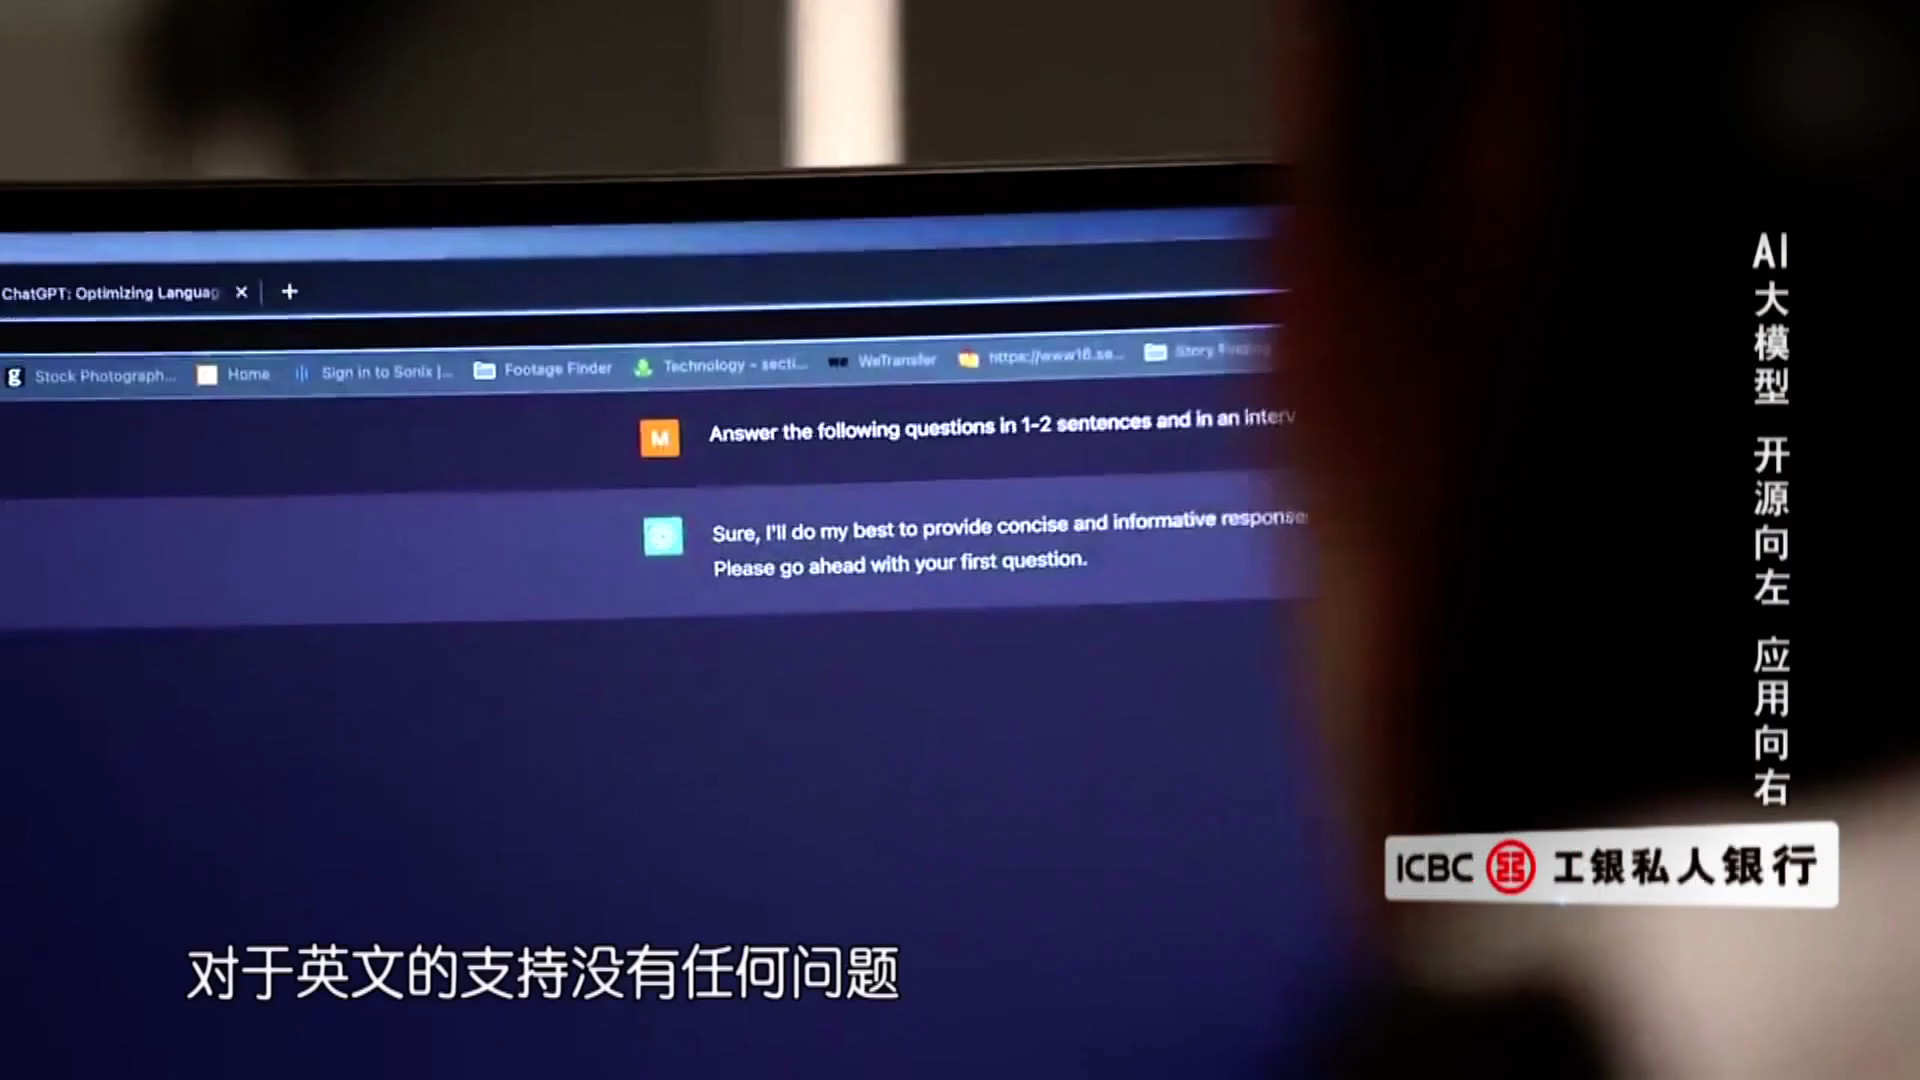 ChatGPT: Optimizing Languag
Stock Photograph...
Home
Sign in to Sonix |...
Footage Finder
Technology - secti...
WeTransfer
https://www16.se...
Story Finding
M
Answer the following questions in 1-2 sentences and in an interv
Sure, I'll do my best to provide concise and informative response
Please go ahead with your first question.
AI大模型 开源向左 应用向右
ICBC 工银私人银行
对于英文的支持没有任何问题